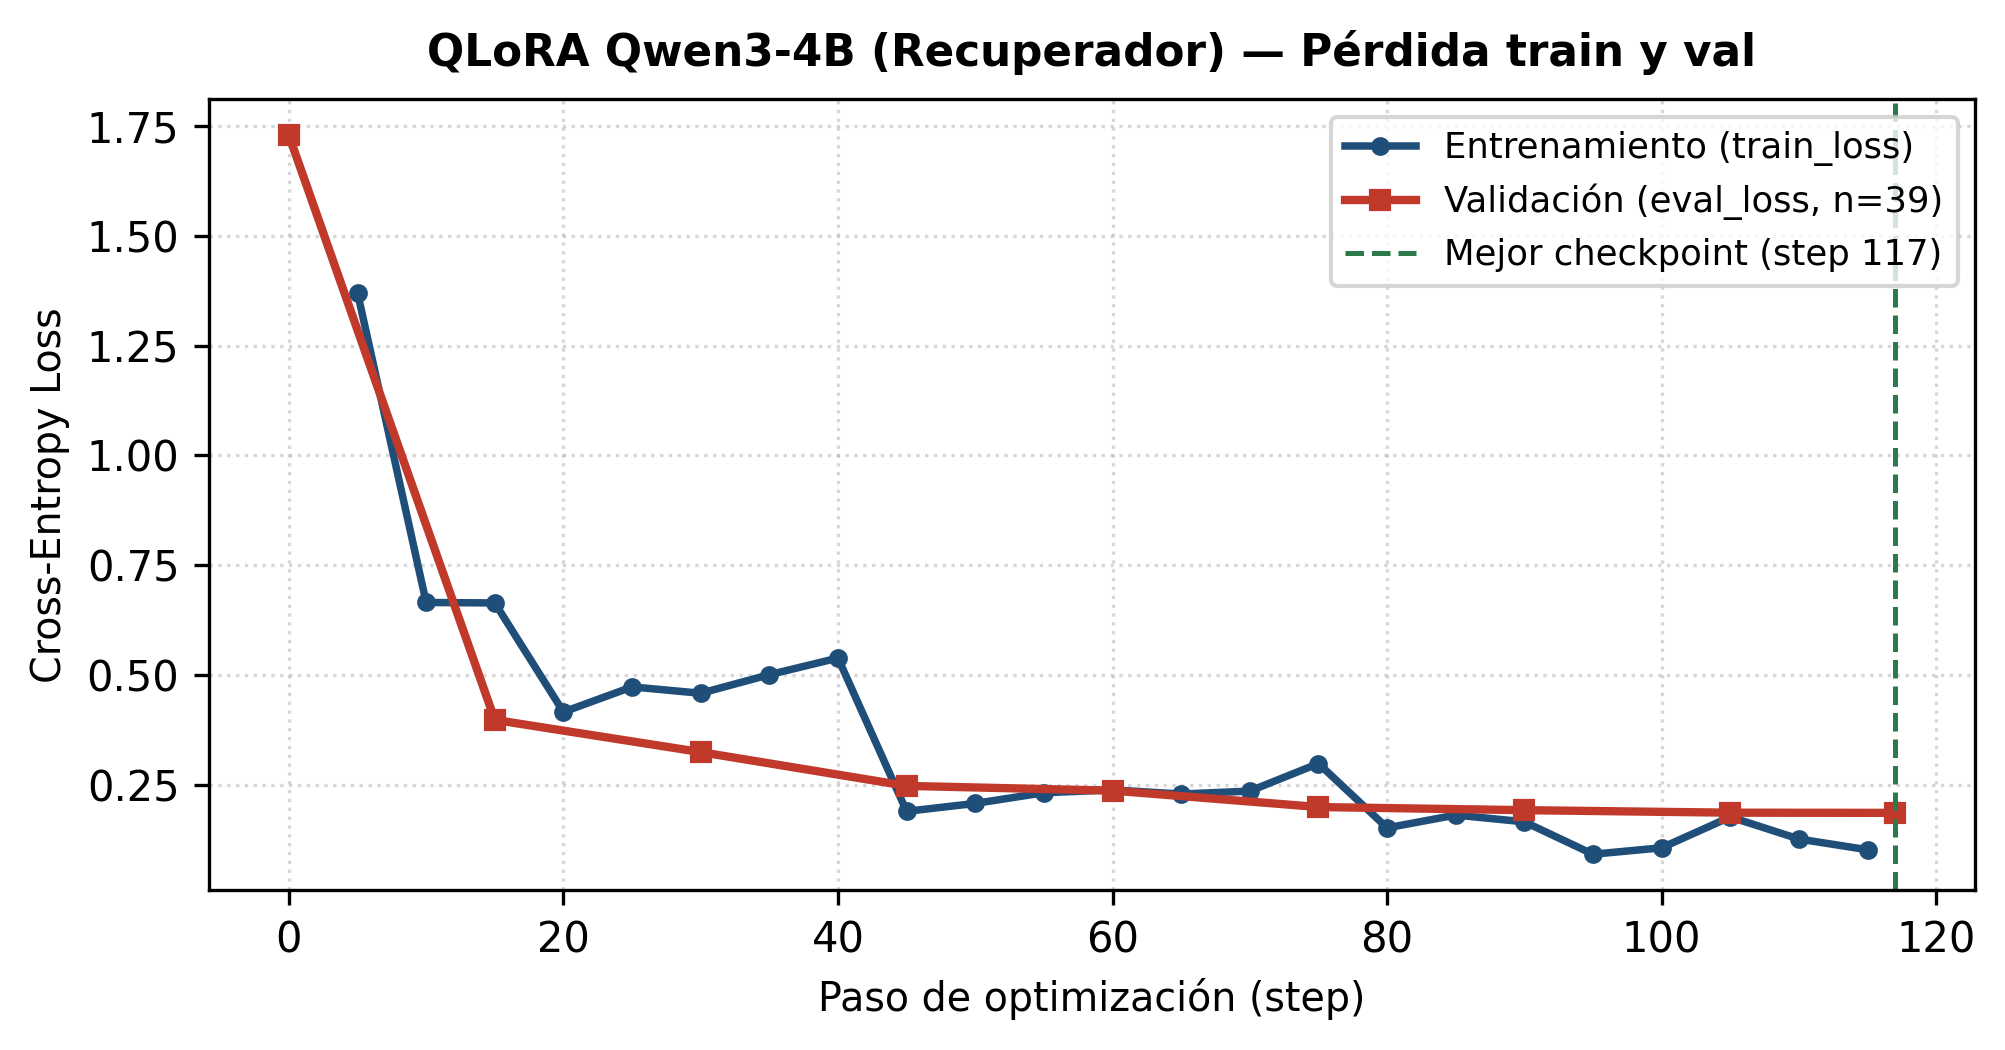 QLoRA Qwen3-4B (Recuperador) — Pérdida train y val
1.75
1.50
1.25
1.00
0.75
0.50
0.25
Cross-Entropy Loss
Entrenamiento (train_loss)
Validación (eval_loss, n=39)
Mejor checkpoint (step 117)
0 20 40 60 80 100 120
Paso de optimización (step)